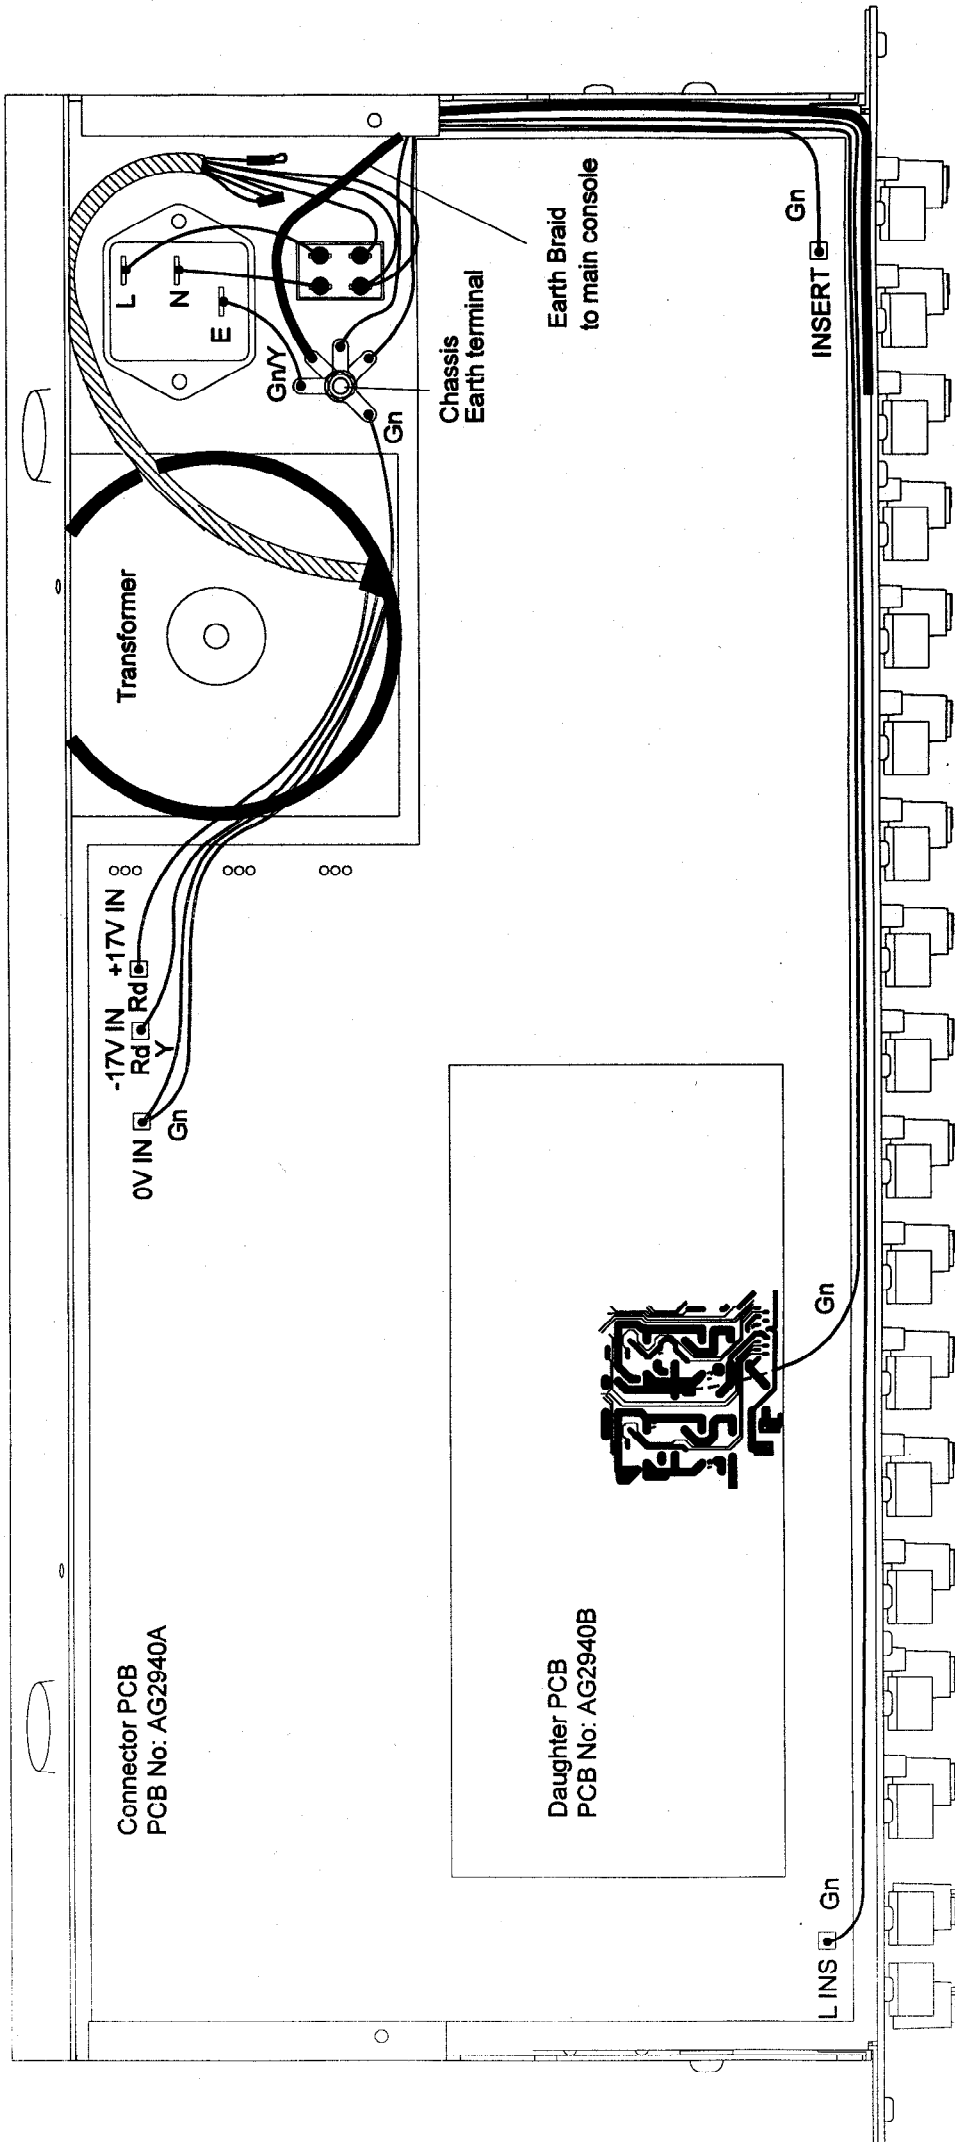 Connector PCB
PCB No: AG2940A
0V IN
Gn
-17V IN
Rd
Y
+17V IN
Rd
Transformer
L
N
E
Gn/Y
Gn
Chassis
Earth terminal
Earth Braid
to main console
Daughter PCB
PCB No: AG2940B
L INS
Gn
Gn
INSERT
Gn